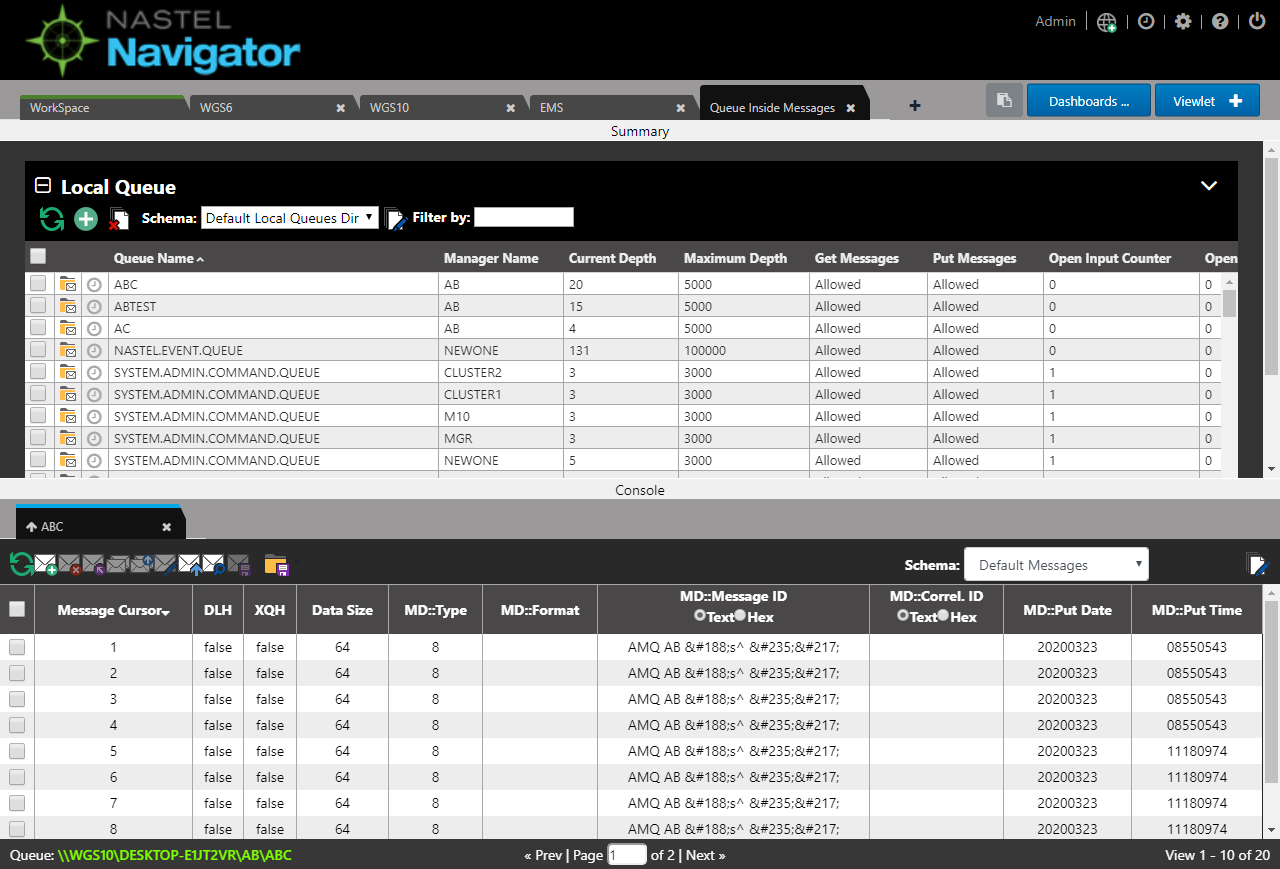 NASTEL
Navigator
Admin
WorkSpace WGS6 WGS10 EMS Queue Inside Messages Dashboards ... Viewlet
Summary
Local Queue
Schema: Default Local Queues Dir Filter by:
Queue Name Manager Name Current Depth Maximum Depth Get Messages Put Messages Open Input Counter Open
ABC AB 20 5000 Allowed Allowed 0 0
ABTEST AB 15 5000 Allowed Allowed 0 0
AC AB 4 5000 Allowed Allowed 0 0
NASTEL.EVENT.QUEUE NEWONE 131 100000 Allowed Allowed 0 0
SYSTEM.ADMIN.COMMAND.QUEUE CLUSTER2 3 3000 Allowed Allowed 1 0
SYSTEM.ADMIN.COMMAND.QUEUE CLUSTER1 3 3000 Allowed Allowed 1 0
SYSTEM.ADMIN.COMMAND.QUEUE M10 3 3000 Allowed Allowed 1 0
SYSTEM.ADMIN.COMMAND.QUEUE MGR 3 3000 Allowed Allowed 1 0
SYSTEM.ADMIN.COMMAND.QUEUE NEWONE 5 3000 Allowed Allowed 1 0
Console
ABC
Schema: Default Messages
Message Cursor DLH XQH Data Size MD::Type MD::Format MD::Message ID Text Hex MD::Correl. ID Text Hex MD::Put Date MD::Put Time
1 false false 64 8 AMQ AB &#188;s^ &#235;&#217; 20200323 08550543
2 false false 64 8 AMQ AB &#188;s^ &#235;&#217; 20200323 08550543
3 false false 64 8 AMQ AB &#188;s^ &#235;&#217; 20200323 08550543
4 false false 64 8 AMQ AB &#188;s^ &#235;&#217; 20200323 08550543
5 false false 64 8 AMQ AB &#188;s^ &#235;&#217; 20200323 11180974
6 false false 64 8 AMQ AB &#188;s^ &#235;&#217; 20200323 11180974
7 false false 64 8 AMQ AB &#188;s^ &#235;&#217; 20200323 11180974
8 false false 64 8 AMQ AB &#188;s^ &#235;&#217; 20200323 11180974
Queue: \\WGS10\DESKTOP-E1JT2VR\AB\ABC « Prev | Page 1 of 2 | Next » View 1 - 10 of 20